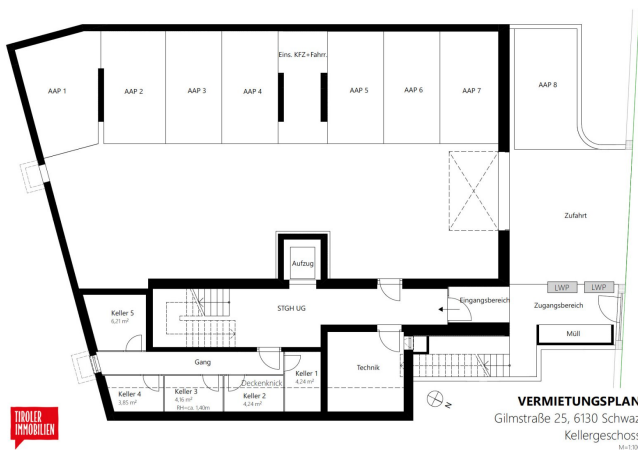 Eins. KFZ+Fahrr.
AAP 1
AAP 2
AAP 3
AAP 4
AAP 5
AAP 6
AAP 7
AAP 8
Zufahrt
Aufzug
LWP
LWP
Eingangsbereich
Zugangsbereich
STGH UG
Keller 5
6,21 m²
Müll
Gang
Technik
Keller 1
4,24 m²
Deckenknick
Keller 4
3,85 m²
Keller 3
4,16 m²
RH=ca. 1,40m
Keller 2
4,24 m²
N
TIROLER
IMMOBILIEN
VERMIETUNGSPLAN
Gilmstraße 25, 6130 Schwaz
Kellergeschoss